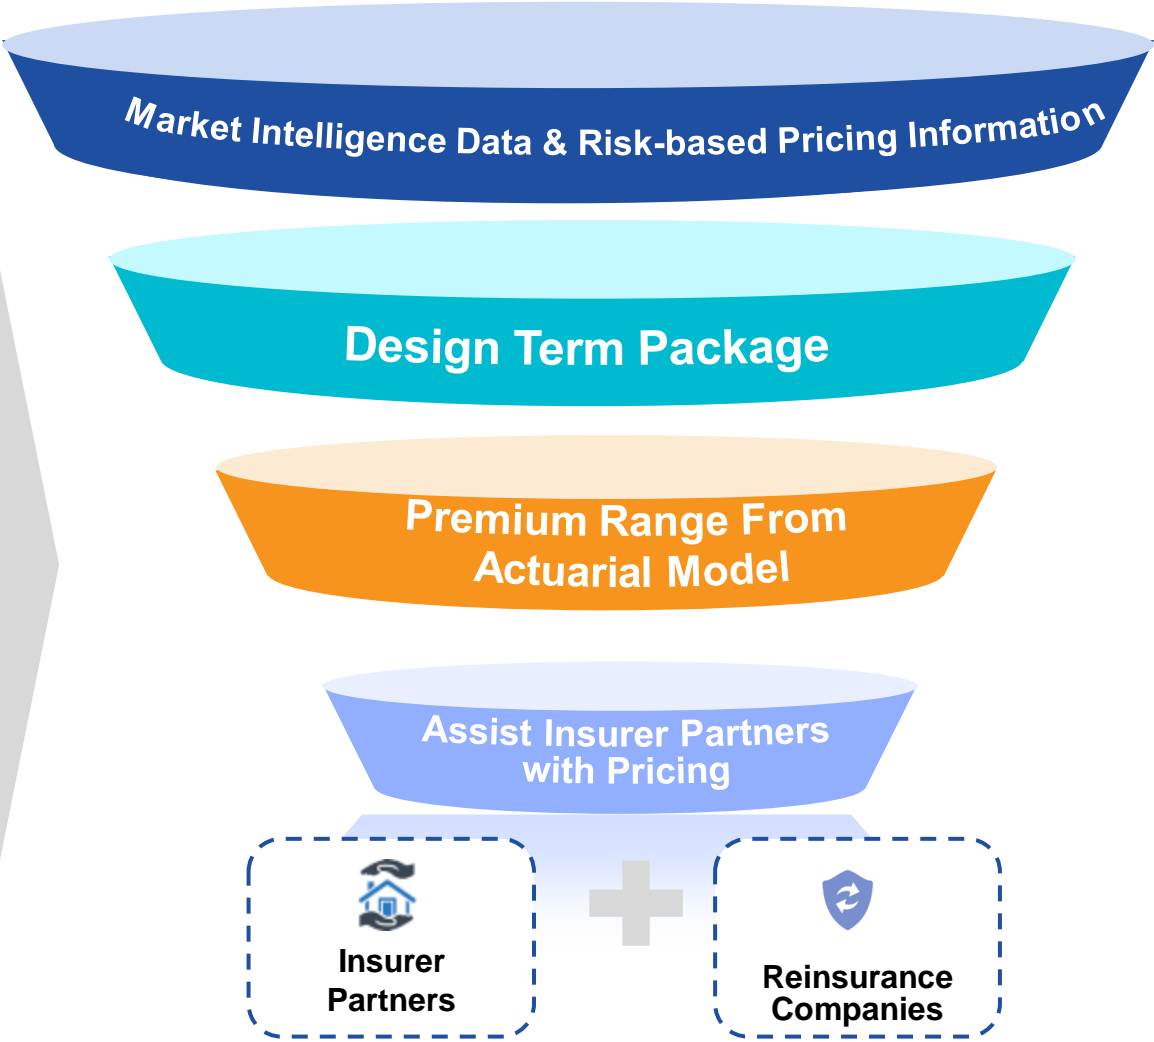 Market Intelligence Data & Risk-based Pricing Information
Design Term Package
Premium Range From
Actuarial Model
Assist Insurer Partners
with Pricing
Insurer
Partners
Reinsurance
Companies